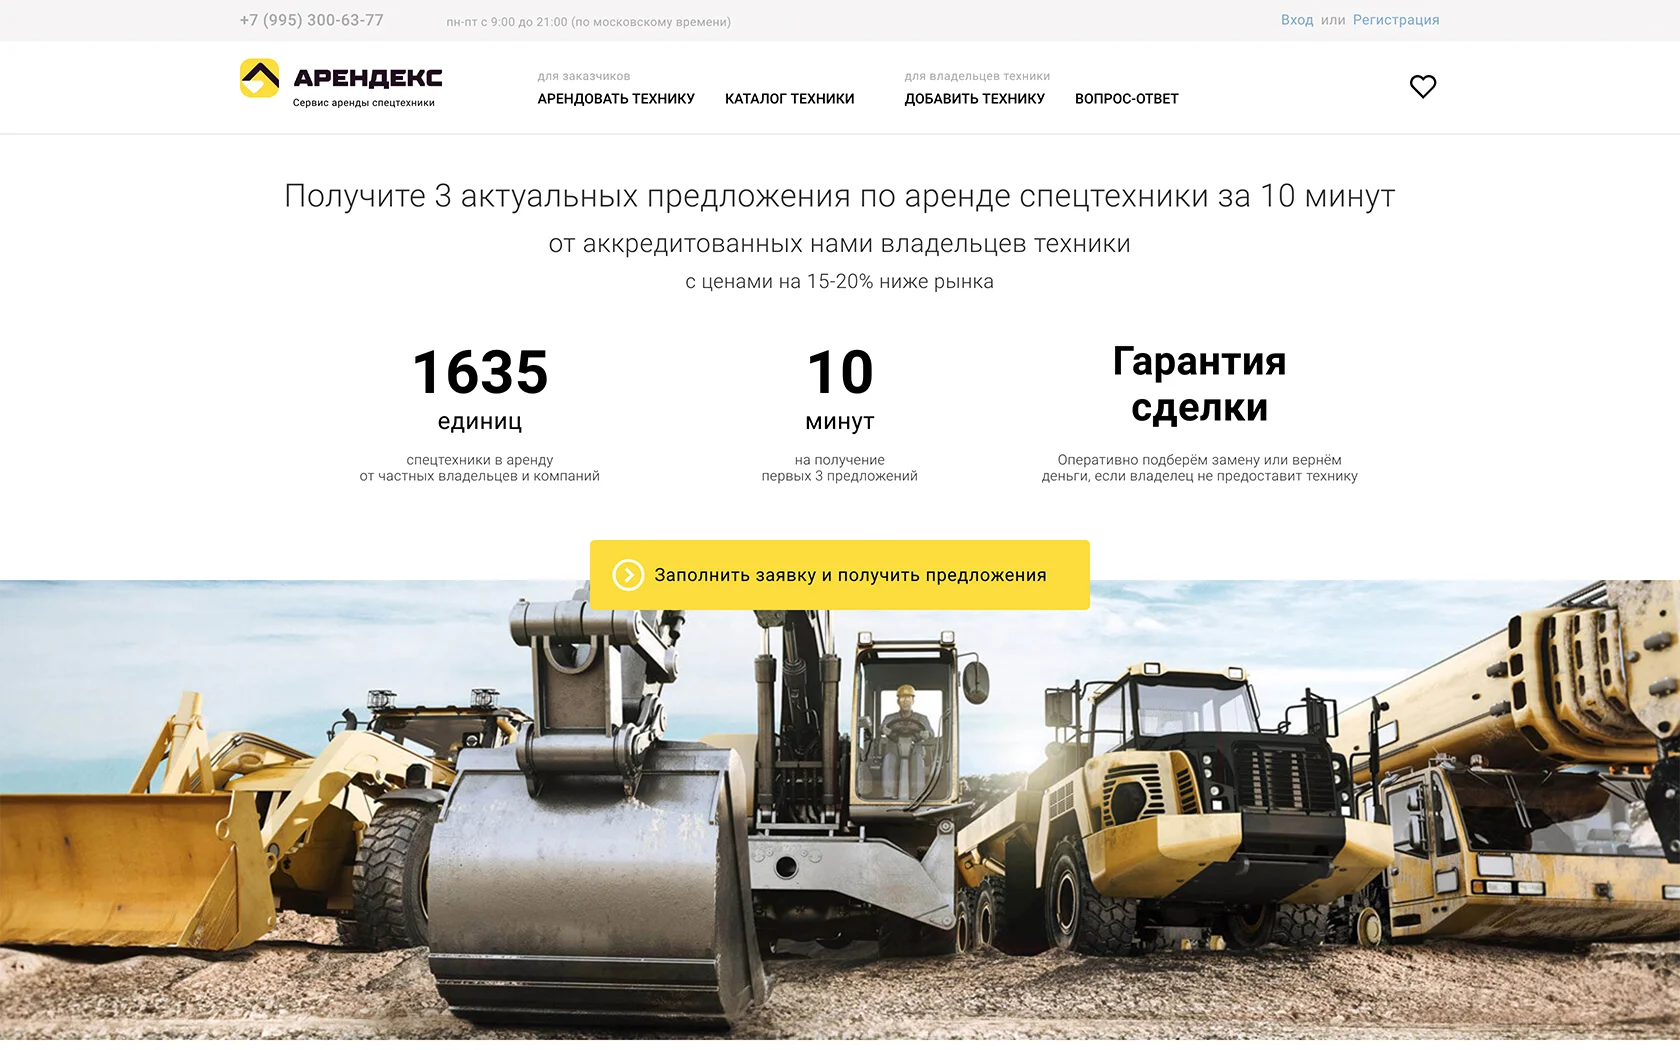 +7 (995) 300-63-77
пн-пт с 9:00 до 21:00 (по московскому времени)
Вход или Регистрация
АРЕНДЕКС
Сервис аренды спецтехники
для заказчиков
АРЕНДОВАТЬ ТЕХНИКУ
КАТАЛОГ ТЕХНИКИ
для владельцев техники
ДОБАВИТЬ ТЕХНИКУ
ВОПРОС-ОТВЕТ
Получите 3 актуальных предложения по аренде спецтехники за 10 минут
от аккредитованных нами владельцев техники
с ценами на 15-20% ниже рынка
1635
единиц
спецтехники в аренду
от частных владельцев и компаний
10
минут
на получение
первых 3 предложений
Гарантия
сделки
Оперативно подберём замену или вернём
деньги, если владелец не предоставит технику
Заполнить заявку и получить предложения